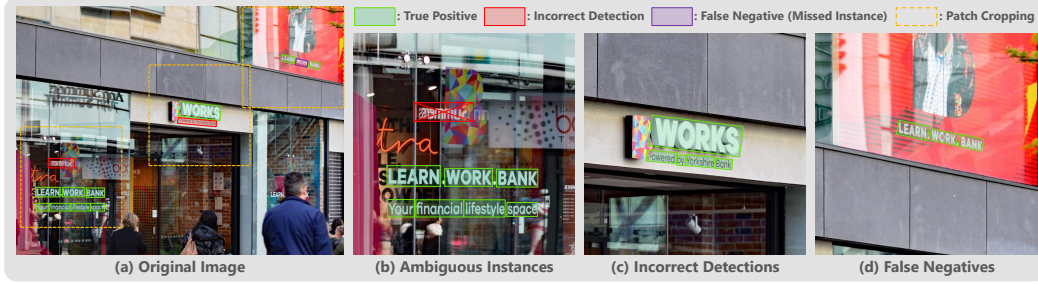 : True Positive
: Incorrect Detection
: False Negative (Missed Instance)
: Patch Cropping
WORKS
LEARN.WORK.BANK
Your financial lifestyle space
(a) Original Image
tra
LEARN.WORK.BANK
Your financial lifestyle space
(b) Ambiguous Instances
WORKS
Powered by Yorkshire Bank
(c) Incorrect Detections
LEARN. WORK. BANK
(d) False Negatives